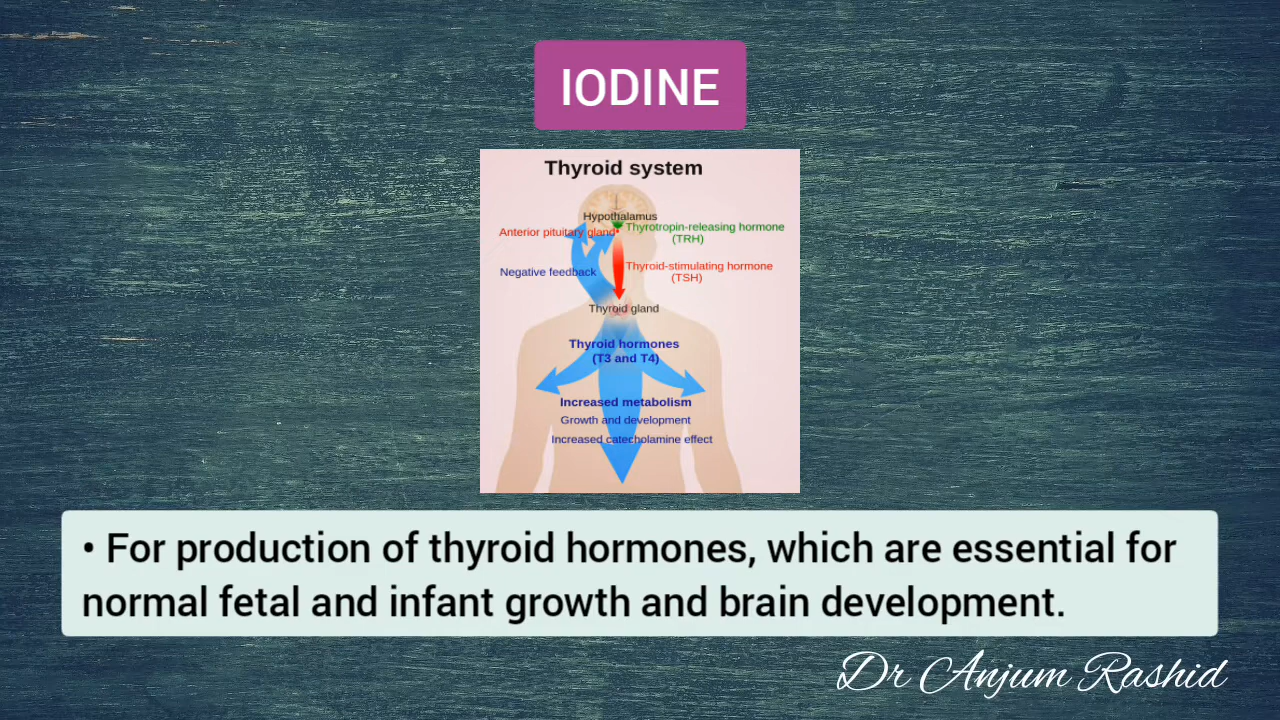 IODINE
Thyroid system
Hypothalamus
Anterior pituitary gland
Thyrotropin-releasing hormone
(TRH)
Negative feedback
Thyroid-stimulating hormone
(TSH)
Thyroid gland
Thyroid hormones
(T3 and T4)
Increased metabolism
Growth and development
Increased catecholamine effect
• For production of thyroid hormones, which are essential for
normal fetal and infant growth and brain development.
Dr Anjum Rashid